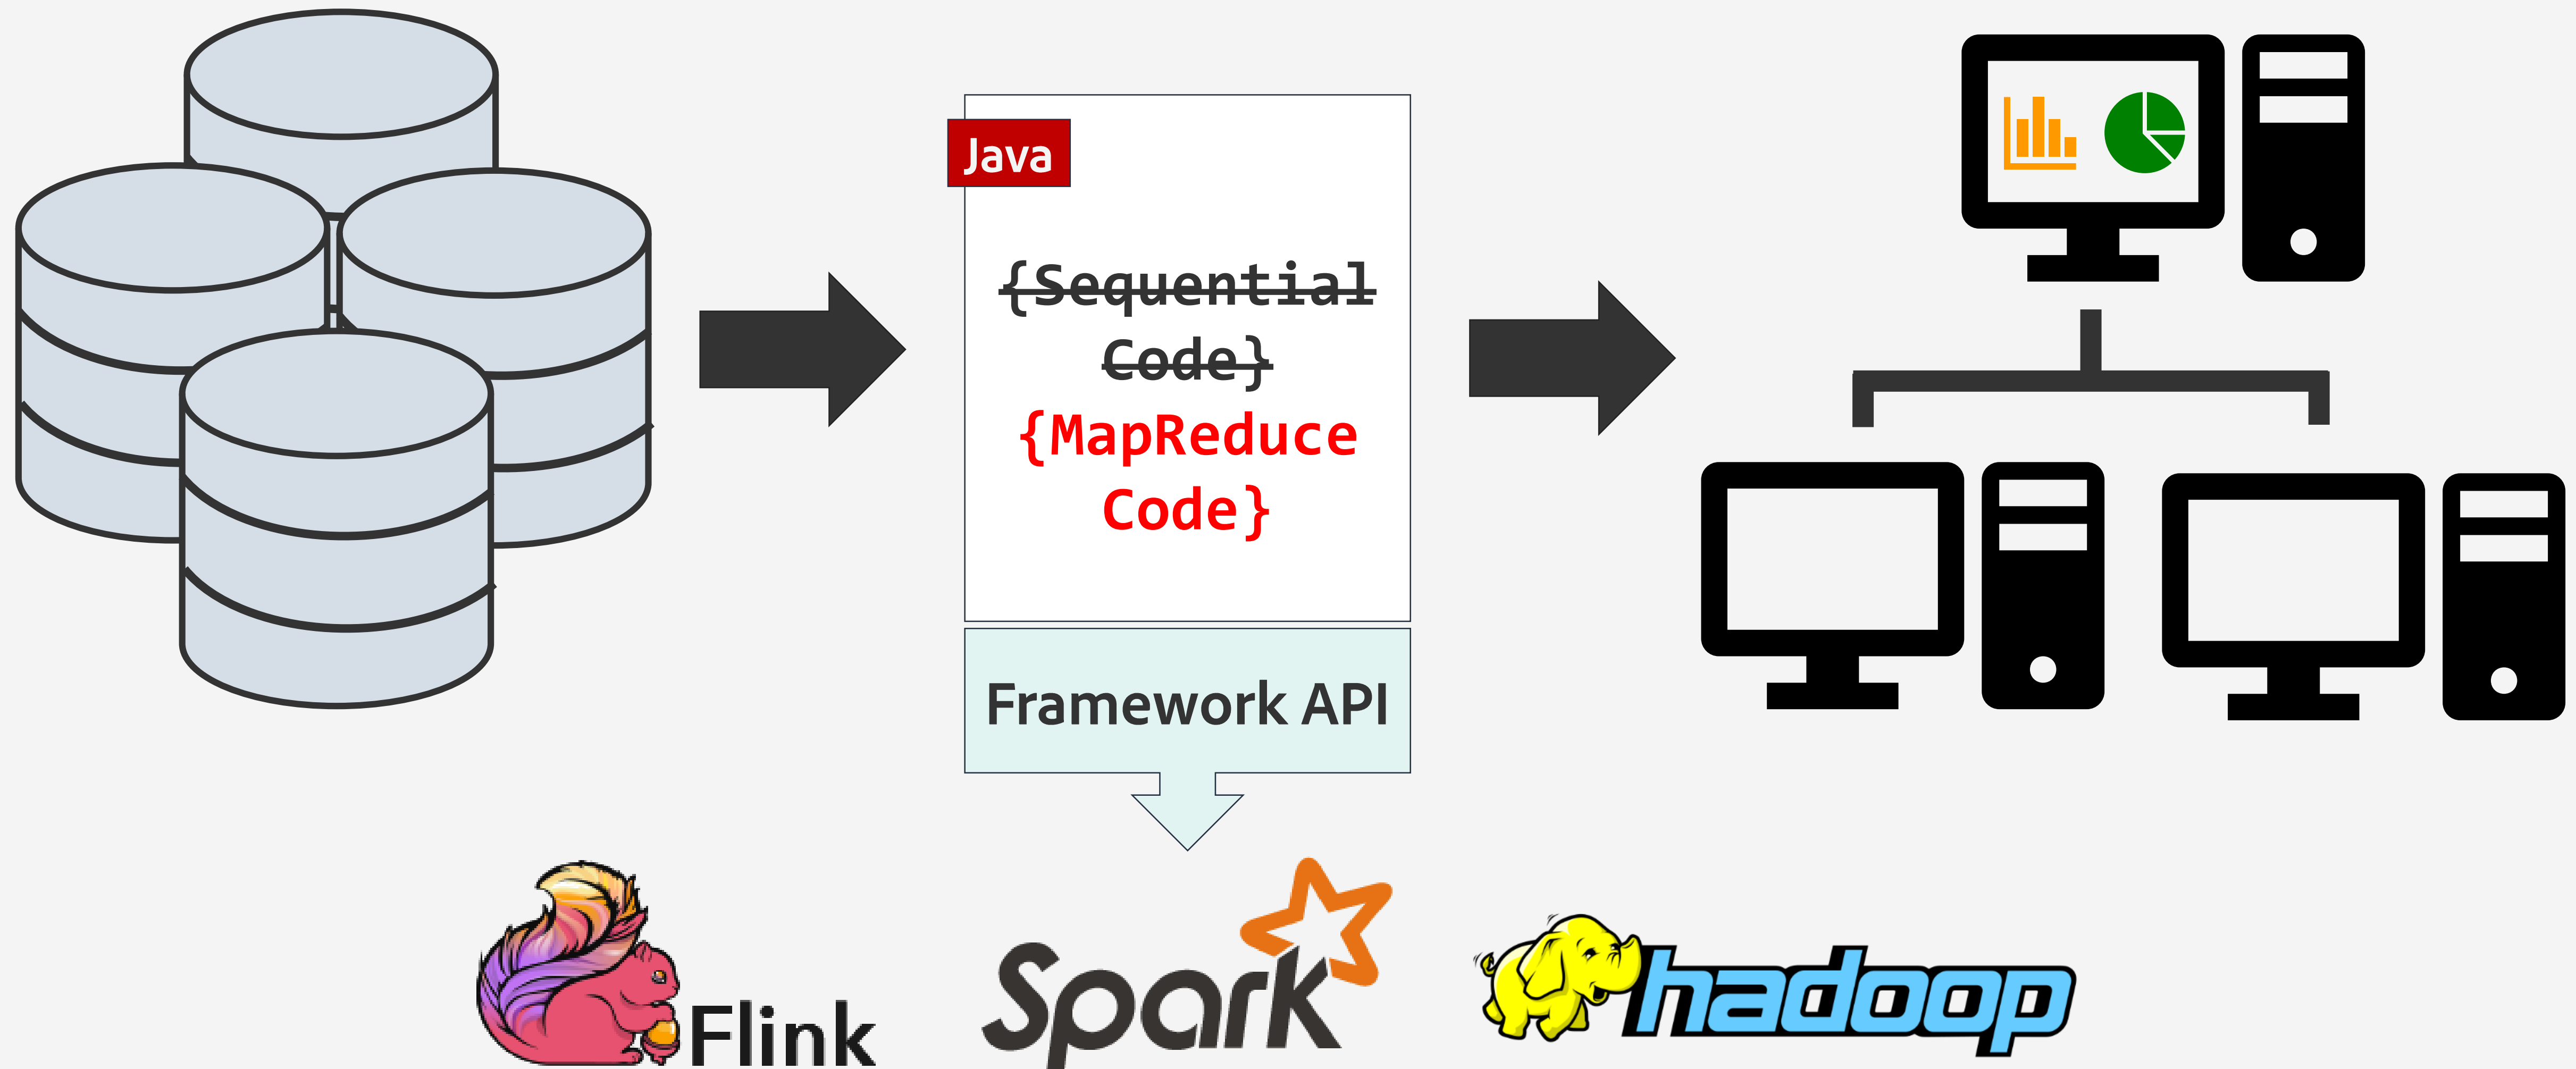 Java
{Sequential
Code}
{MapReduce
Code}
Framework API
Flink
Spark
hadoop